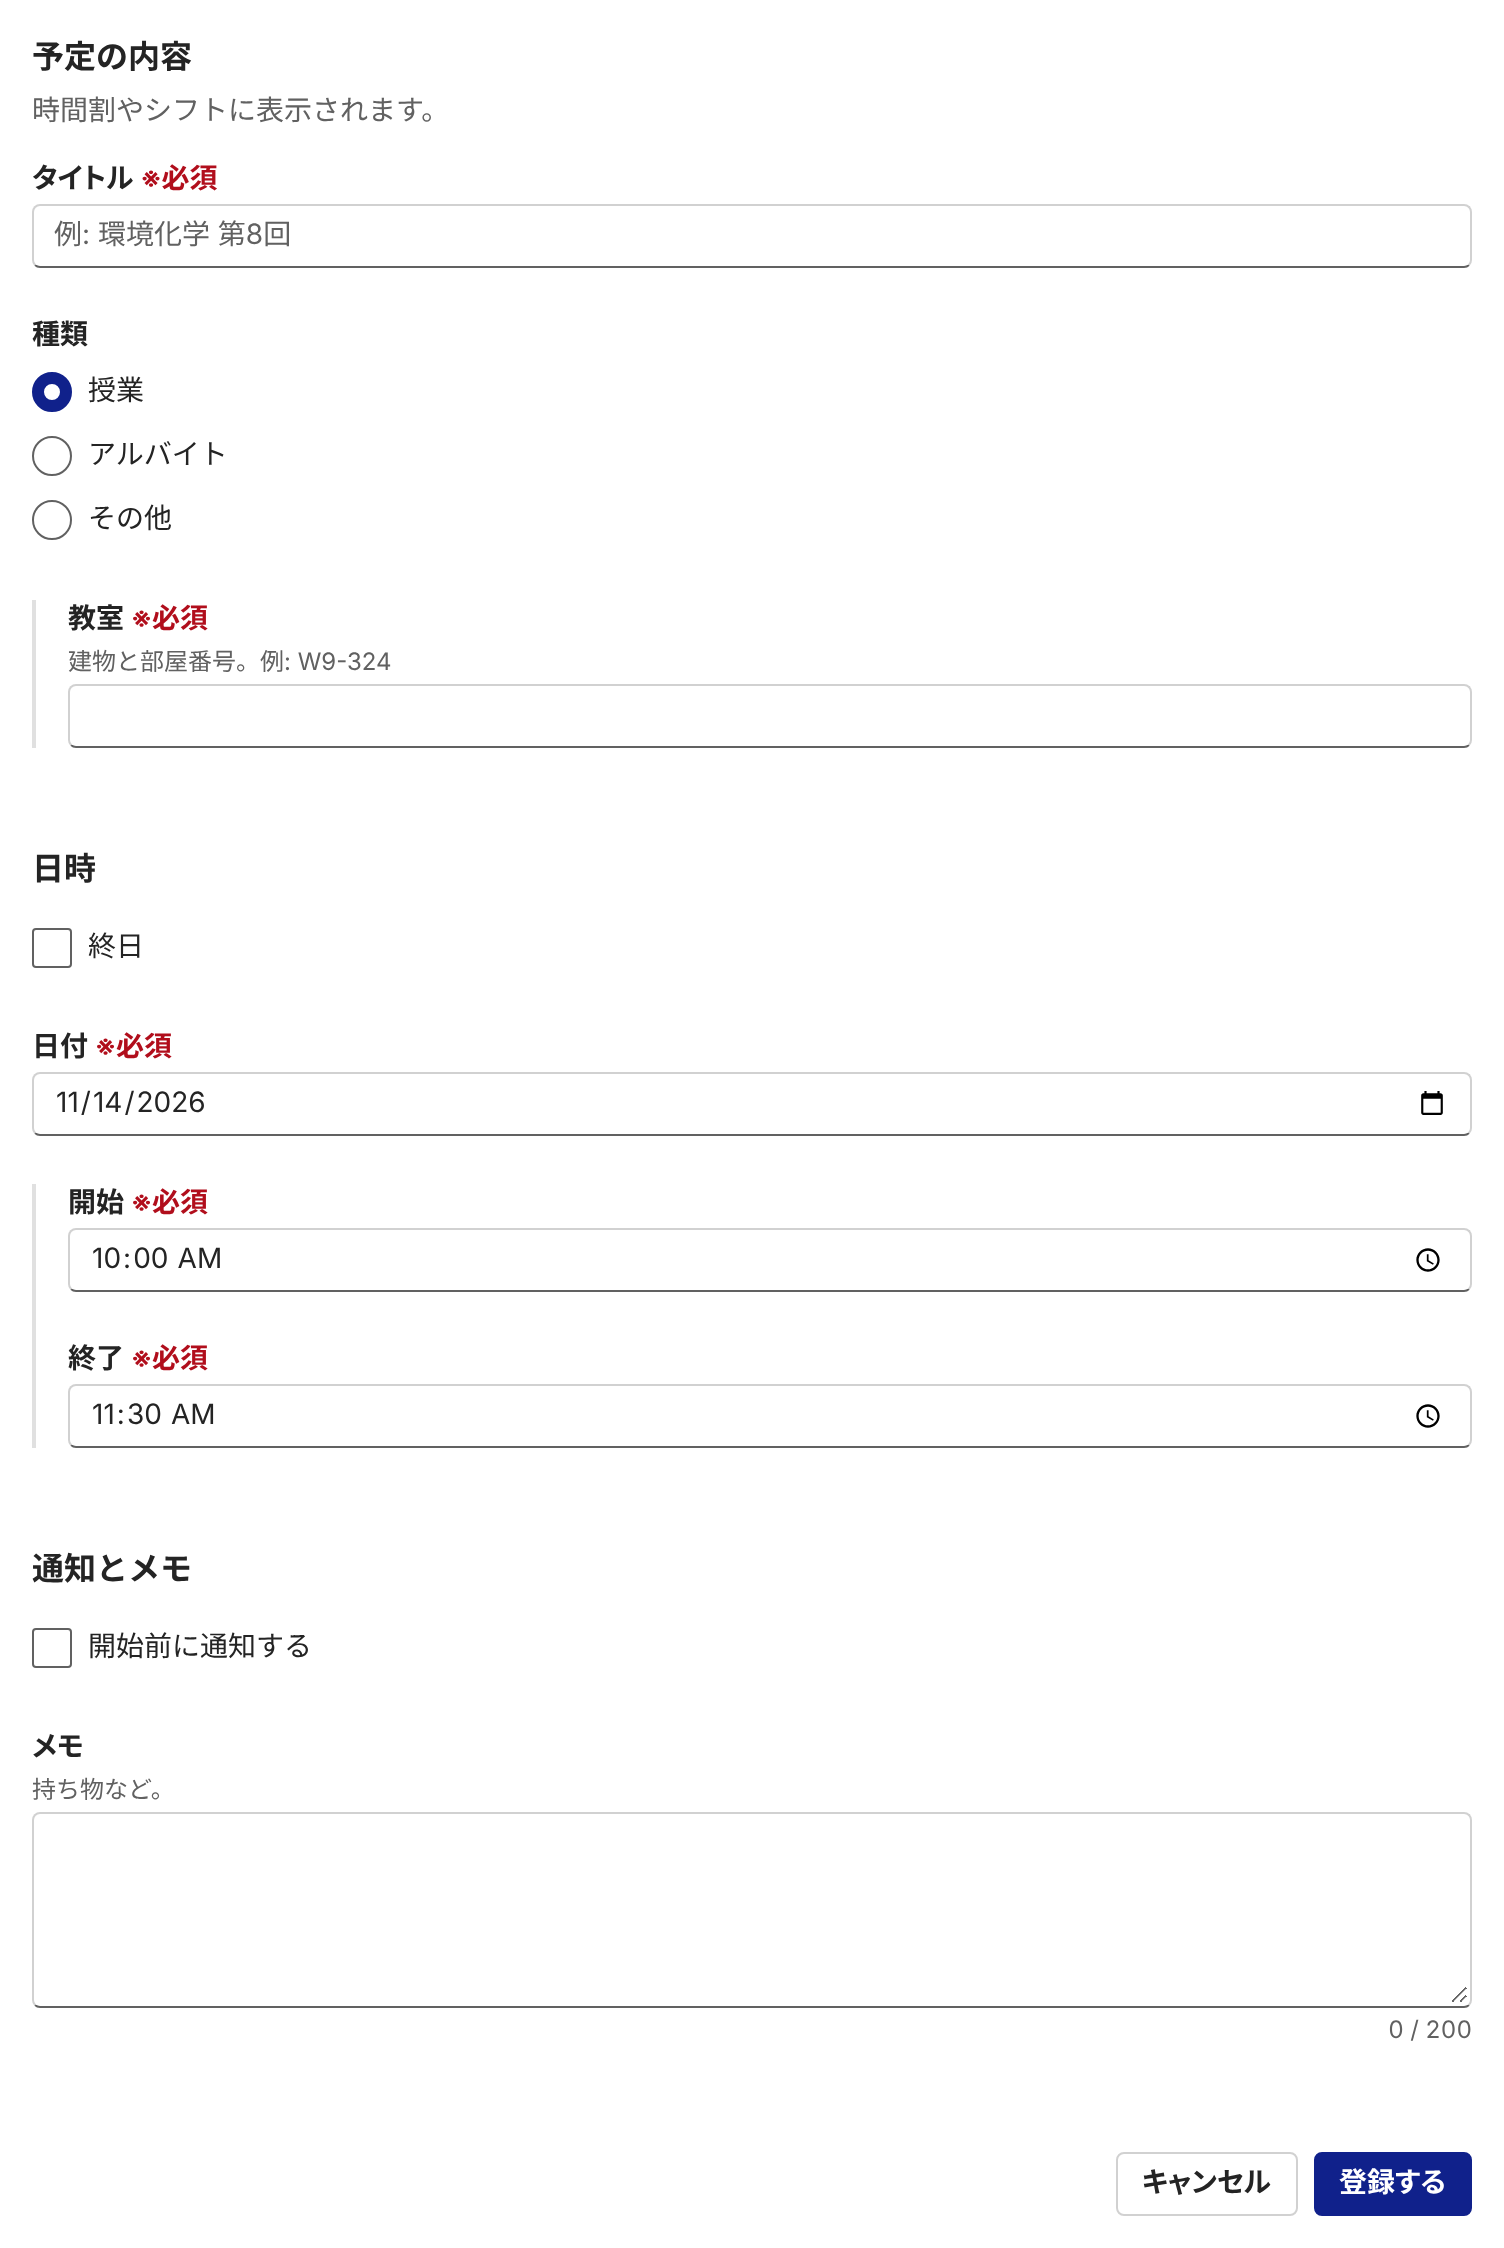 予定の内容
時間割やシフトに表示されます。
タイトル ※必須
例: 環境化学 第8回
種類
授業
アルバイト
その他
教室 ※必須
建物と部屋番号。例: W9-324
日時
終日
日付 ※必須
11/14/2026
開始 ※必須
10:00 AM
終了 ※必須
11:30 AM
通知とメモ
開始前に通知する
メモ
持ち物など。
0 / 200
キャンセル 登録する